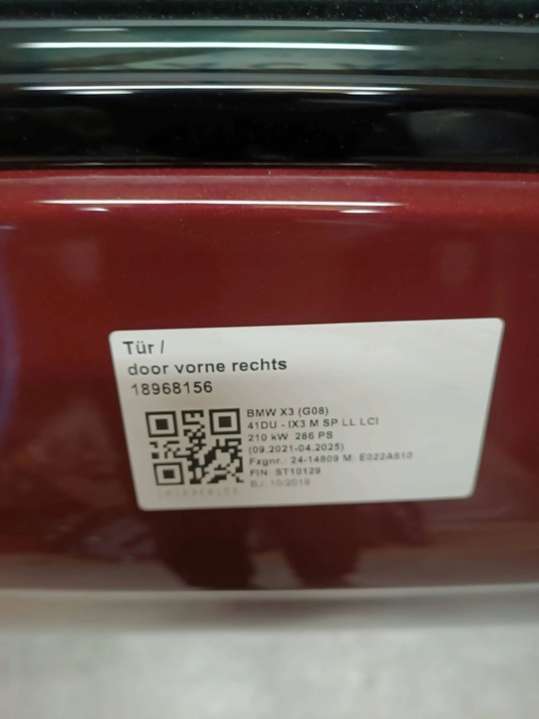 Tür /
door vorne rechts
18968156
BMW X3 (G08)
41DU - IX3 M SP LL LCI
210 kW 286 PS
(09.2021-04.2025)
Fxgnr.: 24-14809 M: E022A810
FIN: ST10129
BJ: 10/2019